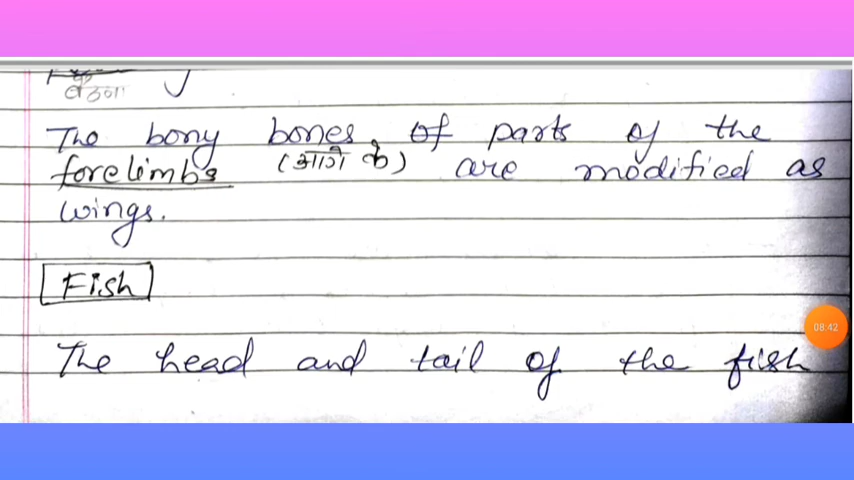 बैठना
The bony bones of parts of the
forelimbs (आगे के) are modified as
wings.
Fish
The head and tail of the fish
08:42